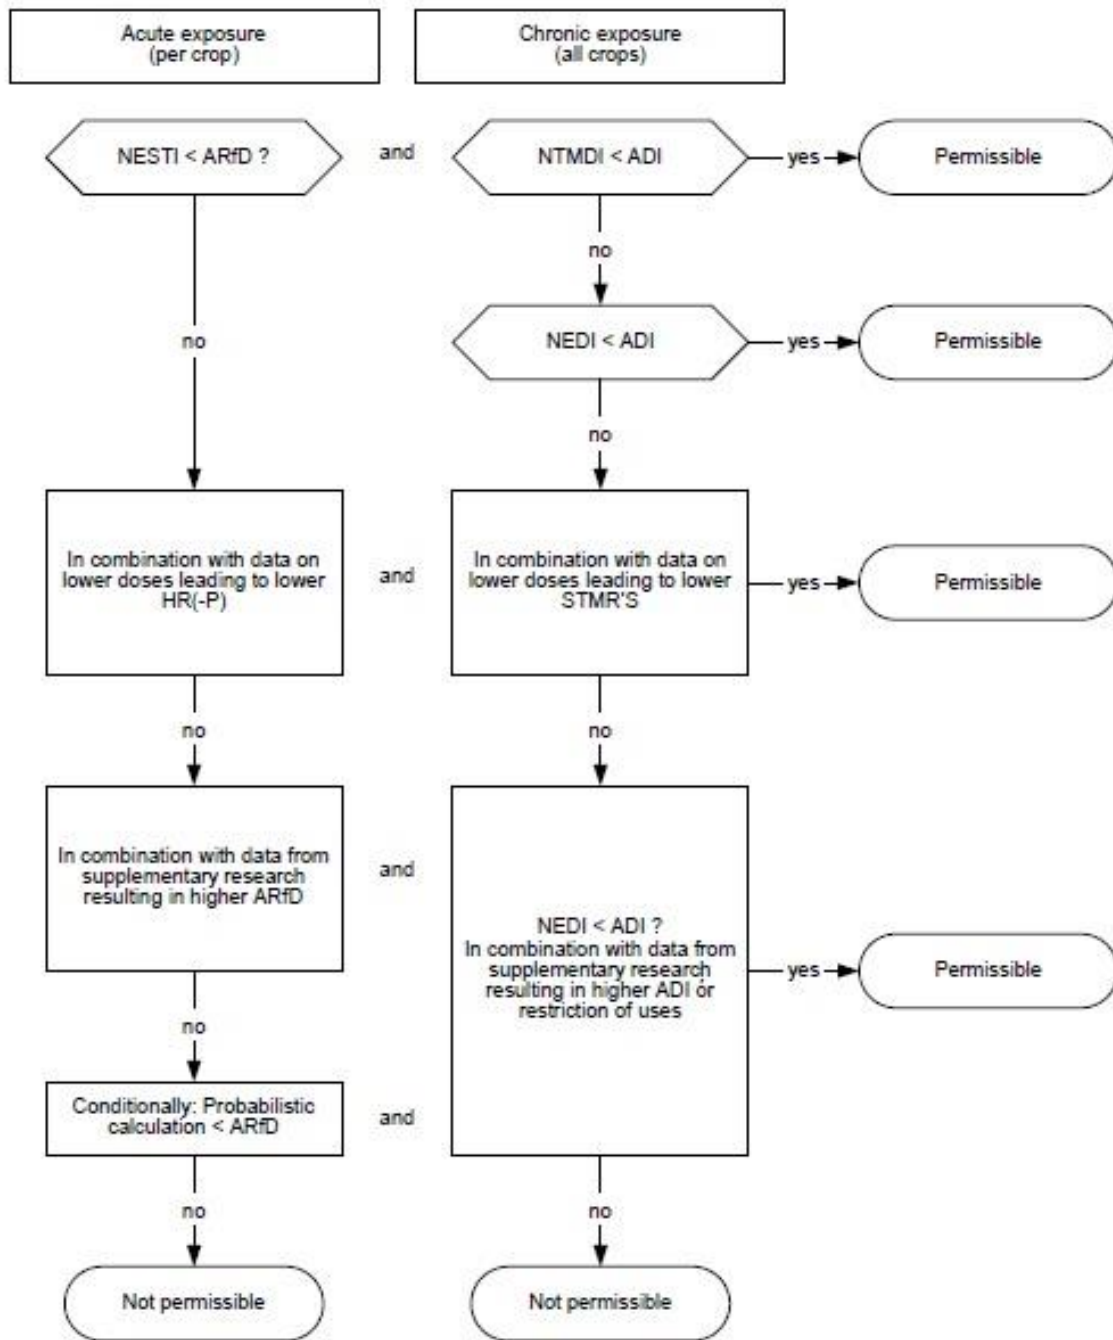 Acute exposure
(per crop)
Chronic exposure
(all crops)
NESTI < ARfD ?
and
NTMDI < ADI
yes
Permissible
no
no
NEDI < ADI
yes
Permissible
no
In combination with data on
lower doses leading to lower
HR(-P)
and
In combination with data on
lower doses leading to lower
STMR'S
yes
Permissible
no
no
In combination with data from
supplementary research
resulting in higher ARfD
and
NEDI < ADI ?
In combination with data from
supplementary research
resulting in higher ADI ór
restriction of uses
yes
Permissible
no
Conditionally: Probabilistic
calculation < ARfD
and
no
no
Not permissible
Not permissible